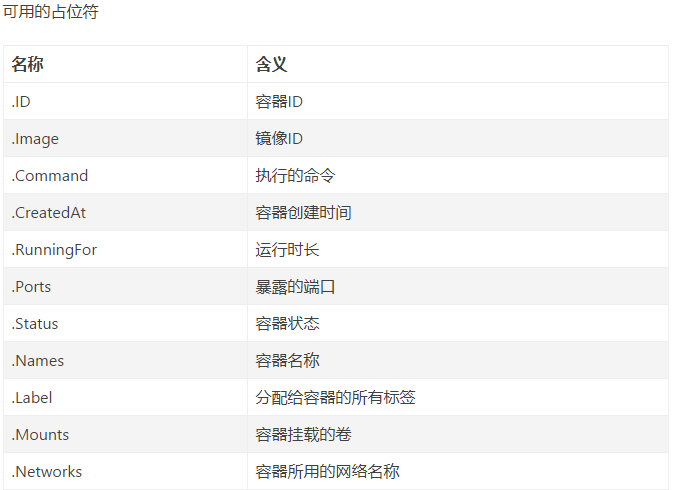 可用的占位符
名称 含义
.ID 容器ID
.Image 镜像ID
.Command 执行的命令
.CreatedAt 容器创建时间
.RunningFor 运行时长
.Ports 暴露的端口
.Status 容器状态
.Names 容器名称
.Label 分配给容器的所有标签
.Mounts 容器挂载的卷
.Networks 容器所用的网络名称